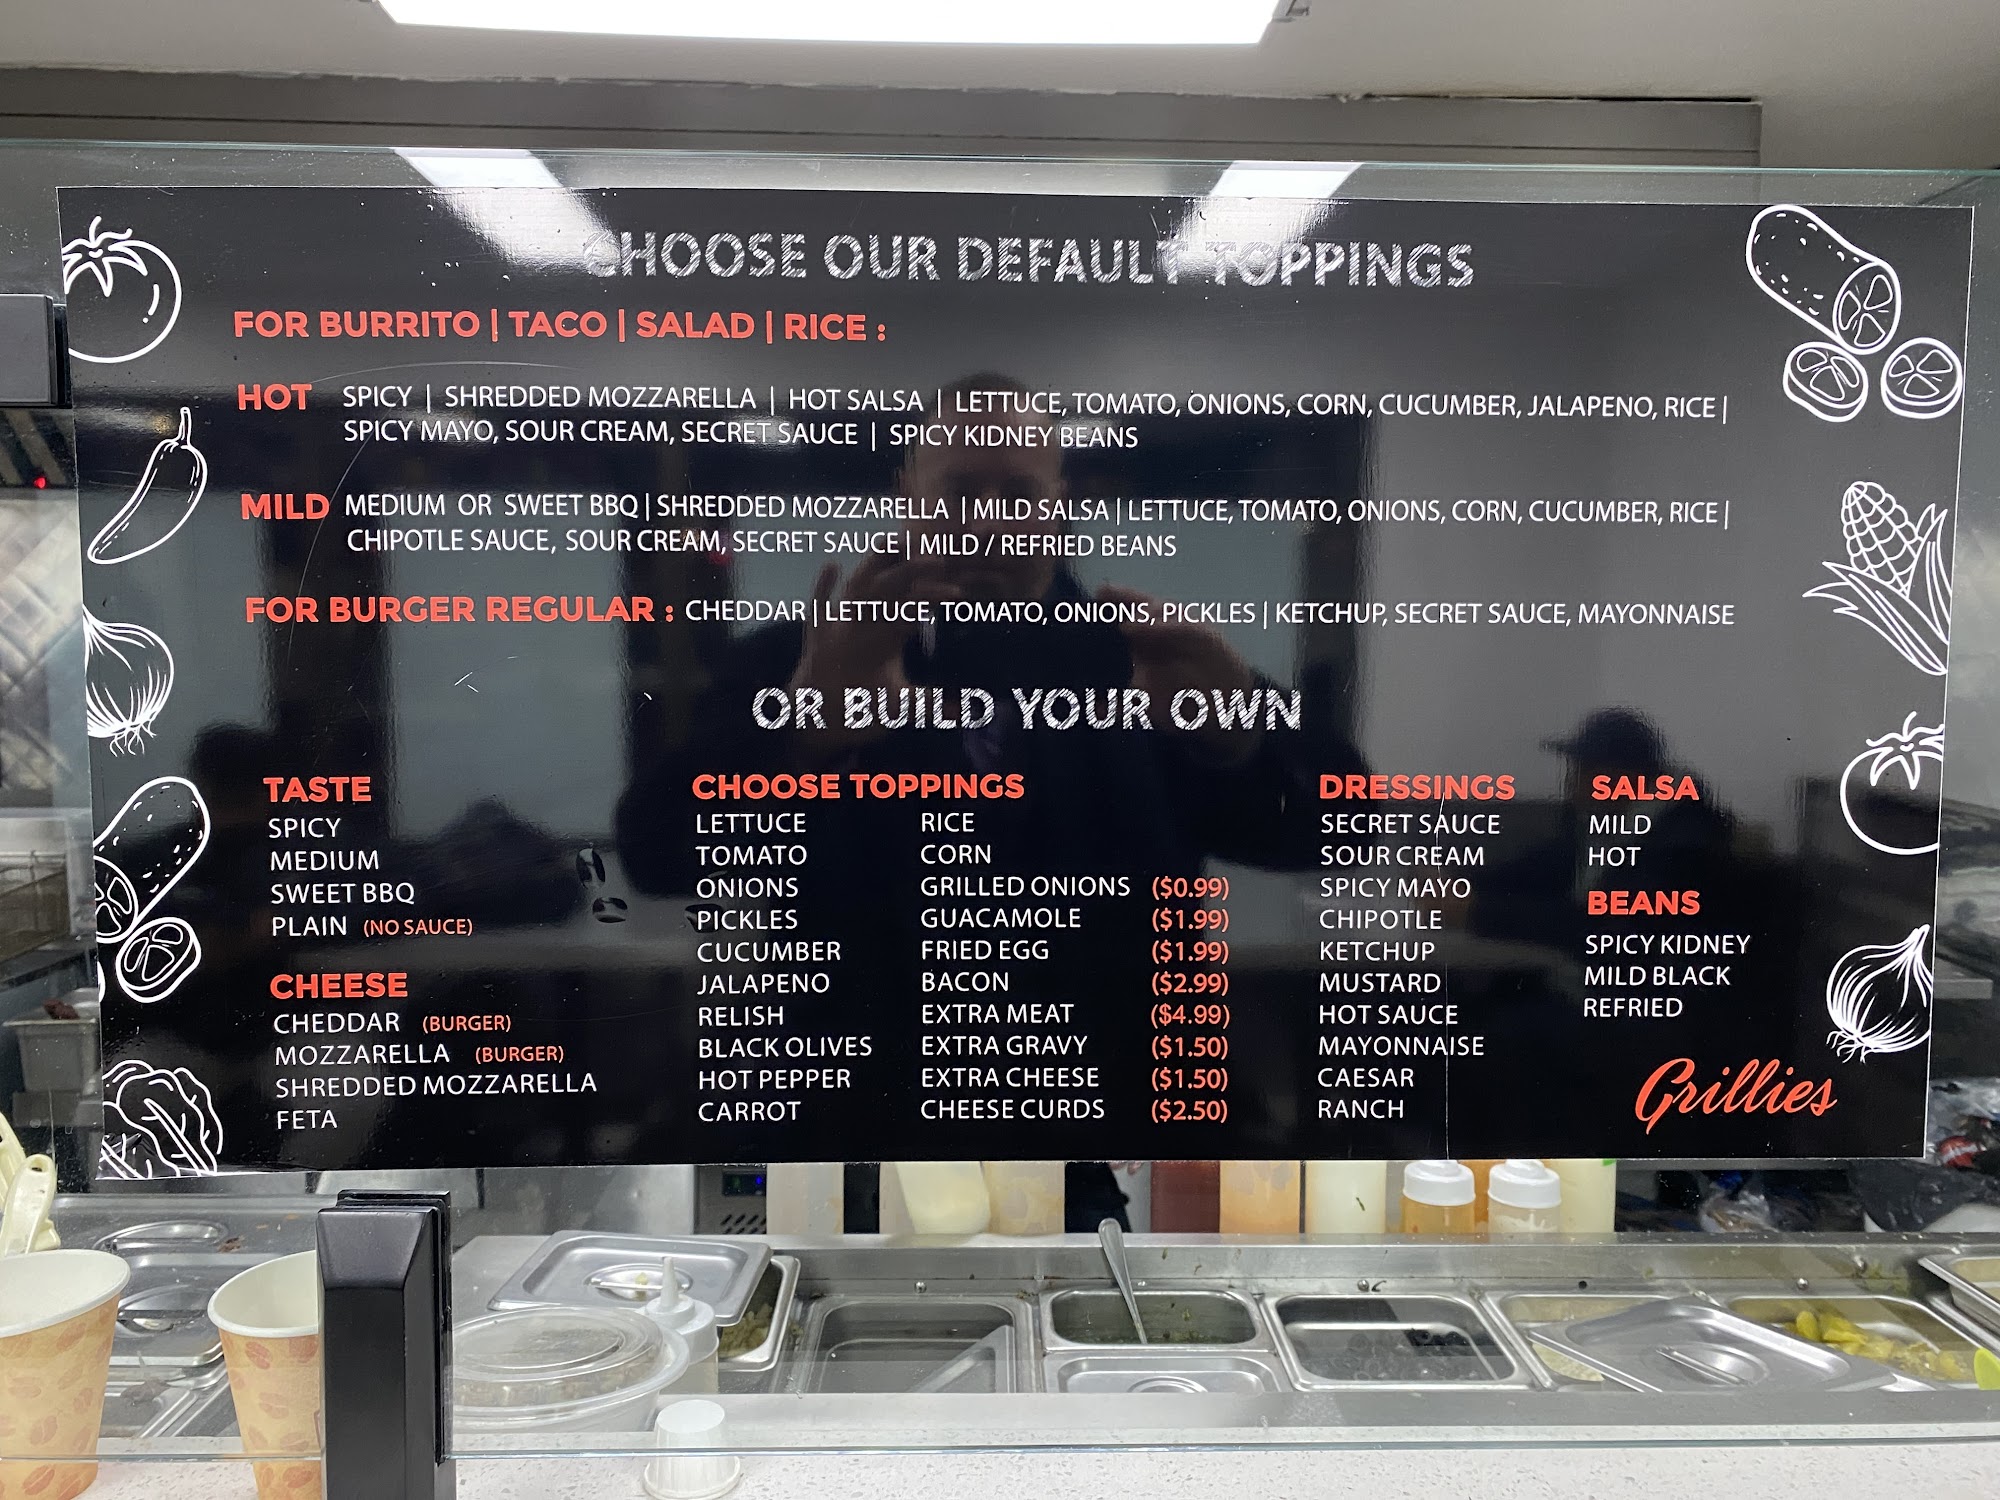 CHOOSE OUR DEFAULT TOPPINGS
FOR BURRITO | TACO | SALAD | RICE :
HOT SPICY | SHREDDED MOZZARELLA | HOT SALSA | LETTUCE, TOMATO, ONIONS, CORN, CUCUMBER, JALAPENO, RICE |
SPICY MAYO, SOUR CREAM, SECRET SAUCE | SPICY KIDNEY BEANS
MILD MEDIUM OR SWEET BBQ | SHREDDED MOZZARELLA | MILD SALSA | LETTUCE, TOMATO, ONIONS, CORN, CUCUMBER, RICE |
CHIPOTLE SAUCE, SOUR CREAM, SECRET SAUCE | MILD / REFRIED BEANS
FOR BURGER REGULAR : CHEDDAR | LETTUCE, TOMATO, ONIONS, PICKLES | KETCHUP, SECRET SAUCE, MAYONNAISE
OR BUILD YOUR OWN
TASTE
SPICY
MEDIUM
SWEET BBQ
PLAIN (NO SAUCE)
CHEESE
CHEDDAR (BURGER)
MOZZARELLA (BURGER)
SHREDDED MOZZARELLA
FETA
CHOOSE TOPPINGS
LETTUCE
TOMATO
ONIONS
PICKLES
CUCUMBER
JALAPENO
RELISH
BLACK OLIVES
HOT PEPPER
CARROT
RICE
CORN
GRILLED ONIONS ($0.99)
GUACAMOLE ($1.99)
FRIED EGG ($1.99)
BACON ($2.99)
EXTRA MEAT ($4.99)
EXTRA GRAVY ($1.50)
EXTRA CHEESE ($1.50)
CHEESE CURDS ($2.50)
DRESSINGS
SECRET SAUCE
SOUR CREAM
SPICY MAYO
CHIPOTLE
KETCHUP
MUSTARD
HOT SAUCE
MAYONNAISE
CAESAR
RANCH
SALSA
MILD
HOT
BEANS
SPICY KIDNEY
MILD BLACK
REFRIED
Grillies